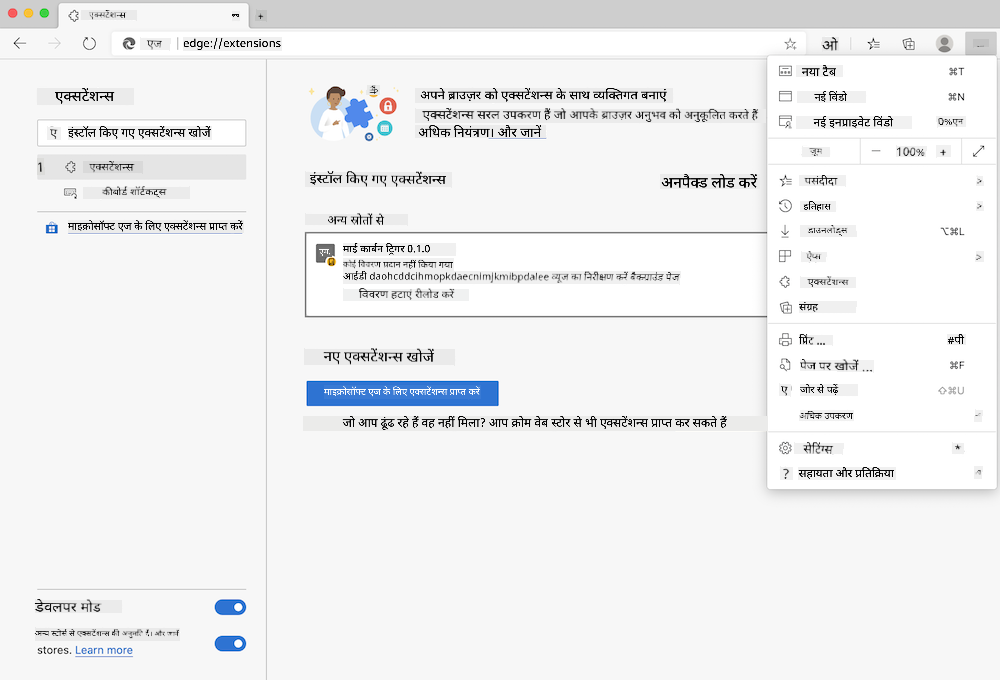 एक्सटेंशन्स
एज edge://extensions ओ
एक्सटेंशन्स
इंस्टॉल किए गए एक्सटेंशन्स खोजें
एक्सटेंशन्स
कीबोर्ड शॉर्टकट्स
माइक्रोसॉफ्ट एज के लिए एक्सटेंशन्स प्राप्त करें
डेवलपर मोड
अन्य स्टोर्स से एक्सटेंशन्स की अनुमति दें। और जानें
stores. Learn more
अपने ब्राउज़र को एक्सटेंशन्स के साथ व्यक्तिगत बनाएं
एक्सटेंशन्स सरल उपकरण हैं जो आपके ब्राउज़र अनुभव को अनुकूलित करते हैं
अधिक नियंत्रण। और जानें
इंस्टॉल किए गए एक्सटेंशन्स
अनपैक्ड लोड करें
अन्य स्रोतों से
माई कार्बन ट्रिगर 0.1.0
कोई विवरण प्रदान नहीं किया गया
आईडी daohcddcihmopkdaecnimjkmibpdalee व्यूज का निरीक्षण करें बैकग्राउंड पेज
विवरण हटाएं रीलोड करें
नए एक्सटेंशन्स खोजें
माइक्रोसॉफ्ट एज के लिए एक्सटेंशन्स प्राप्त करें
जो आप ढूंढ रहे हैं वह नहीं मिला? आप क्रोम वेब स्टोर से भी एक्सटेंशन्स प्राप्त कर सकते हैं
नया टैब ⌘T
नई विंडो ⌘N
नई इनप्राइवेट विंडो
ज़ूम 100%
पसंदीदा
इतिहास
डाउनलोड्स ⌥⌘L
ऐप्स
एक्सटेंशन्स
संग्रह
प्रिंट ... #पी
पेज पर खोजें ... ⌘F
जोर से पढ़ें ⇧⌘U
अधिक उपकरण
सेटिंग्स
सहायता और प्रतिक्रिया